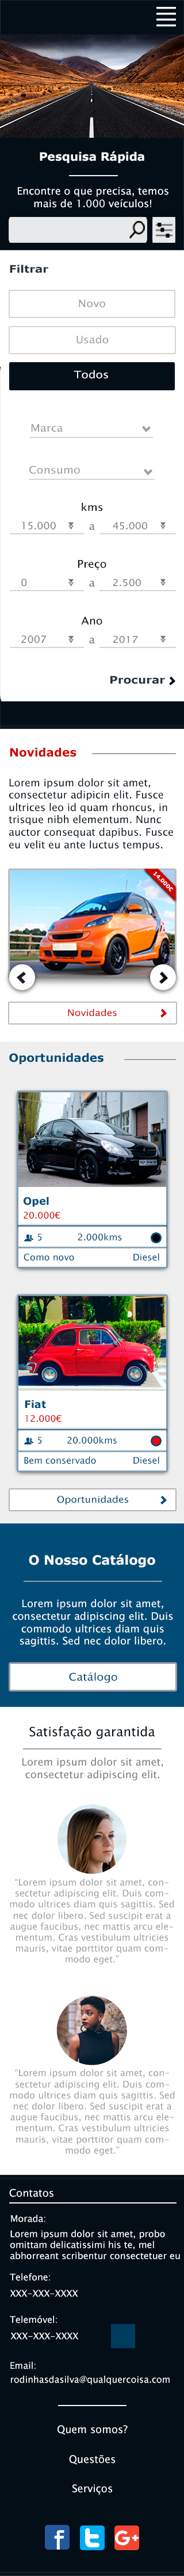 Pesquisa Rápida
Encontre o que precisa, temos
mais de 1.000 veículos!
Filtrar
Novo
Usado
Todos
Marca
Consumo
kms
15.000 a 45.000
Preço
0 a 2.500
Ano
2007 a 2017
Procurar
Novidades
Lorem ipsum dolor sit amet,
consectetur adipicin elit. Fusce
ultrices leo id quam rhoncus, in
trisque nibh elementum. Nunc
auctor consequat dapibus. Fusce
eu velit eu ante luctus tempus.
14.000€
Novidades
Oportunidades
Opel
20.000€
5 2.000kms
Como novo Diesel
Fiat
12.000€
5 20.000kms
Bem conservado Diesel
Oportunidades
O Nosso Catálogo
Lorem ipsum dolor sit amet,
consectetur adipiscing elit. Duis
commodo ultrices diam quis
sagittis. Sed nec dolor libero.
Catálogo
Satisfação garantida
Lorem ipsum dolor sit amet,
consectetur adipiscing elit.
"Lorem ipsum dolor sit amet, con-
sectetur adipiscing elit. Duis com-
modo ultrices diam quis sagittis. Sed
nec dolor libero. Sed suscipit erat a
augue faucibus, nec mattis arcu ele-
mentum. Cras vestibulum ultricies
mauris, vitae porttitor quam com-
modo eget."
"Lorem ipsum dolor sit amet, con-
sectetur adipiscing elit. Duis com-
modo ultrices diam quis sagittis. Sed
nec dolor libero. Sed suscipit erat a
augue faucibus, nec mattis arcu ele-
mentum. Cras vestibulum ultricies
mauris, vitae porttitor quam com-
modo eget."
Contatos
Morada:
Lorem ipsum dolor sit amet, probo
omittam delicatissimi his te, mel
abhorreant scribentur consectetuer eu
Telefone:
XXX-XXX-XXXX
Telemóvel:
XXX-XXX-XXXX
Email:
rodinhasdasilva@qualquercoisa.com
Quem somos?
Questões
Serviços
f
G+